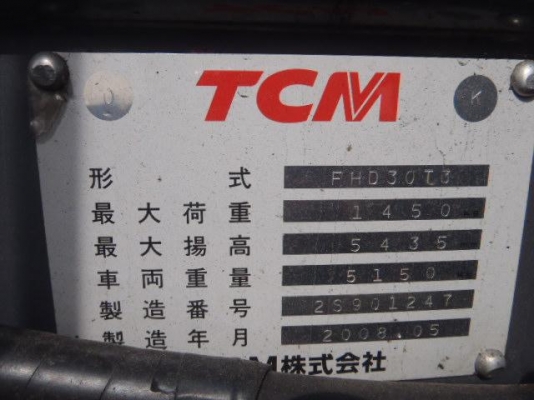 O TCM K
形式 FHD30T3
最大荷重 1450
最大揚高 5435
車両重量 5150
製造番号 2S901247
製造年月 2008.05
M株式会社